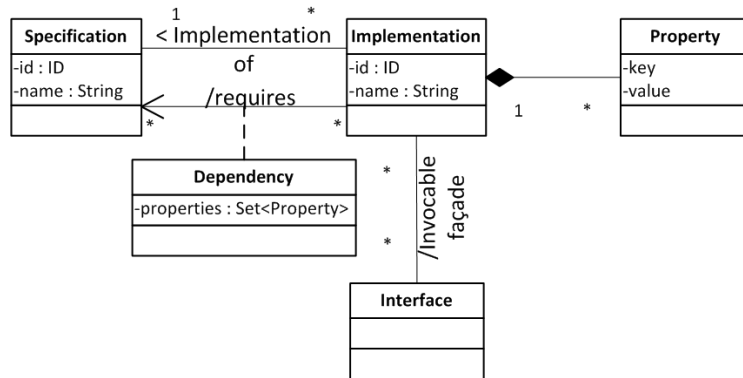 1
*
Specification
< Implementation
of
Implementation
Property
-id : ID
-name : String
-id : ID
-name : String
-key
-value
/requires
*
*
1
*
Dependency
-properties : Set<Property>
*
*
/Invocable
façade
Interface